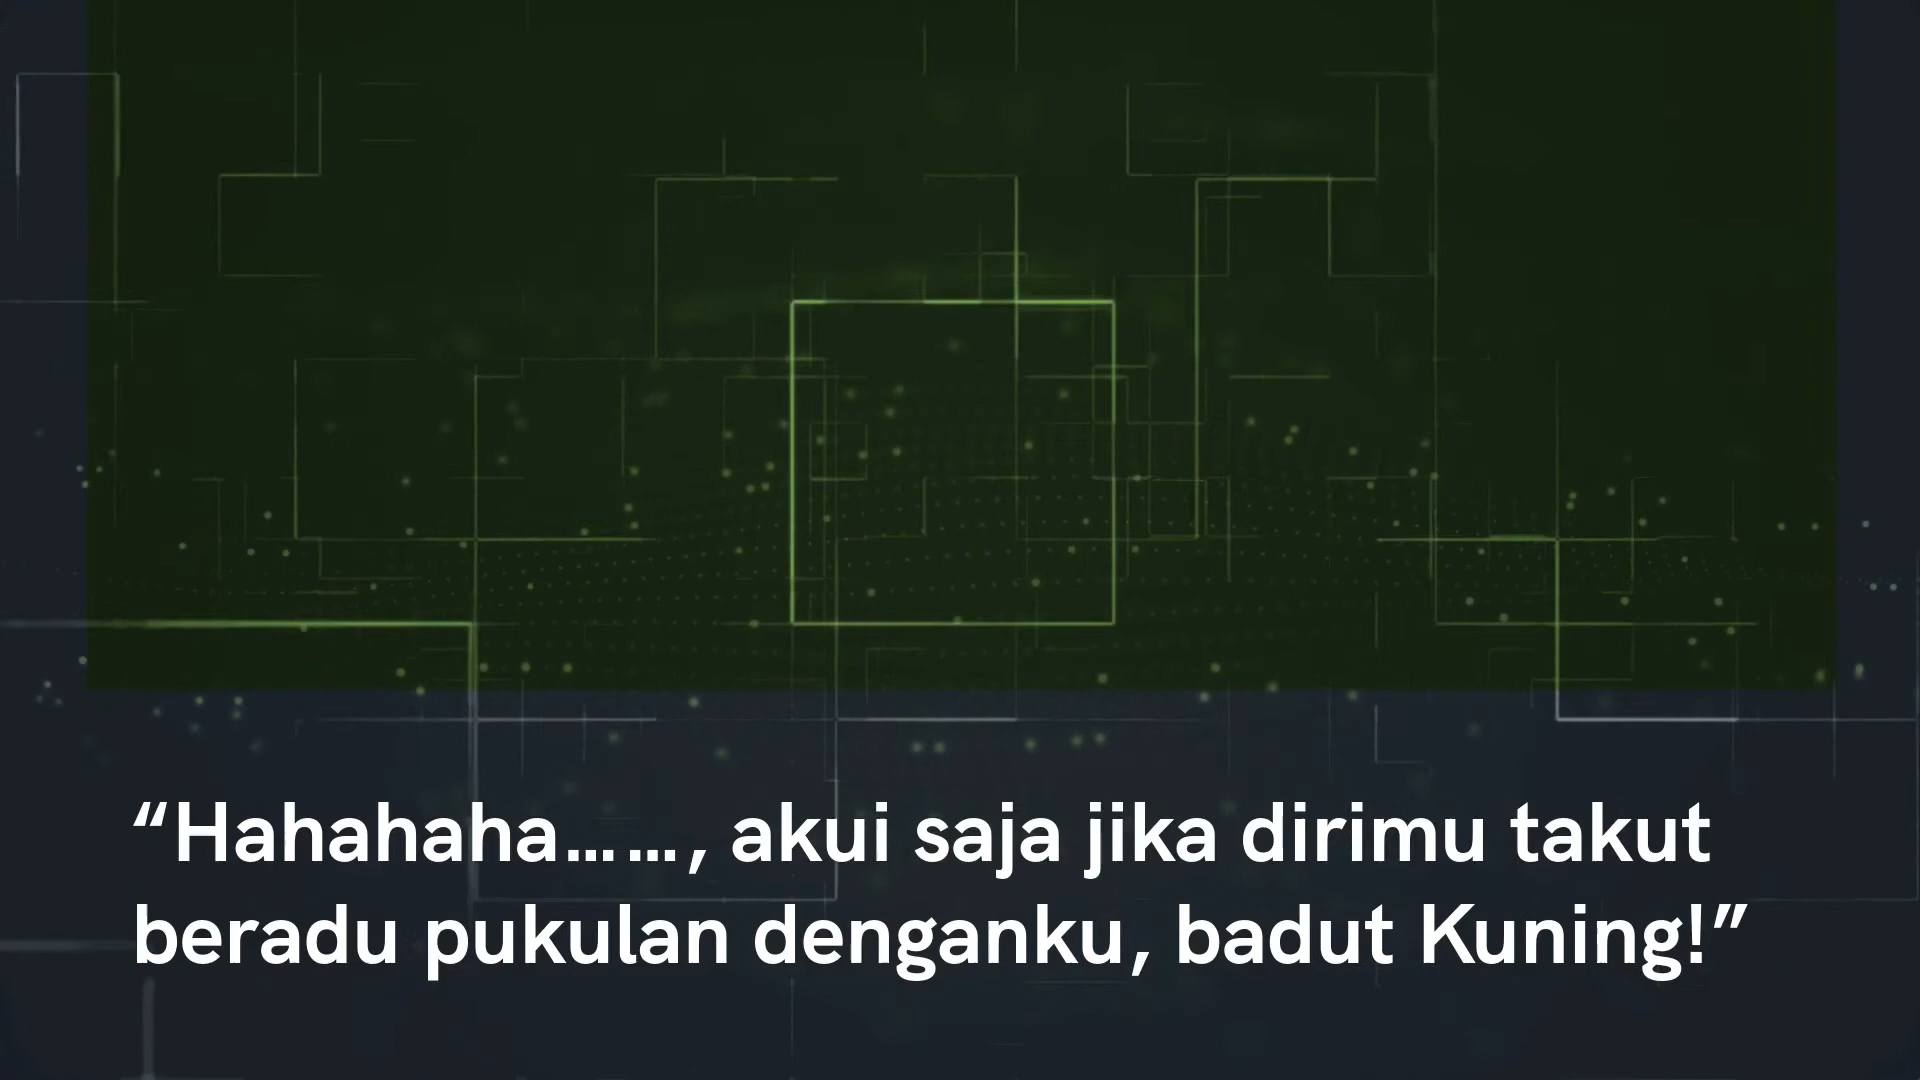 “Hahahaha……, akui saja jika dirimu takut
beradu pukulan denganku, badut Kuning!”